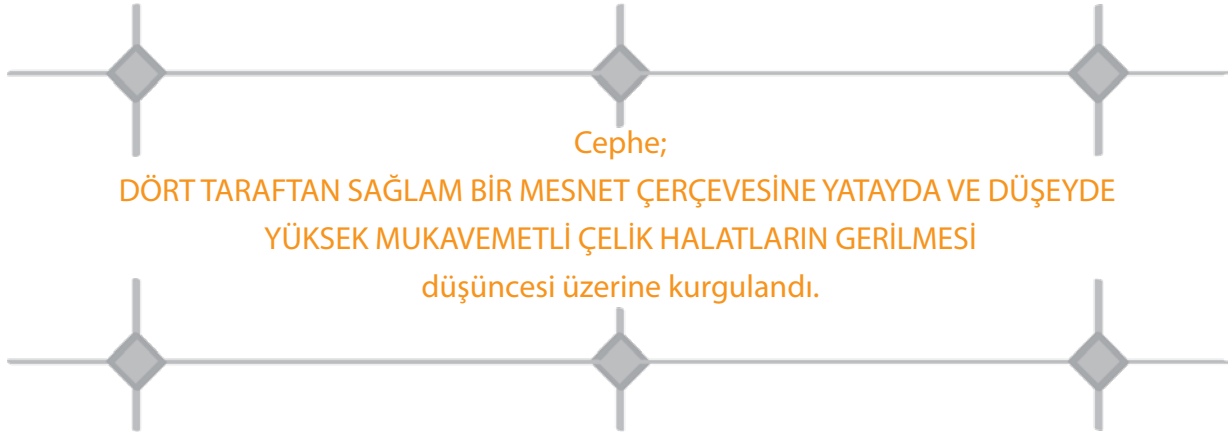 Cephe;
DÖRT TARAFTAN SAĞLAM BİR MESNET ÇERÇEVESİNE YATAYDA VE DÜŞEYDE
YÜKSEK MUKAVEMETLİ ÇELİK HALATLARIN GERİLMESİ
düşüncesi üzerine kurgulandı.